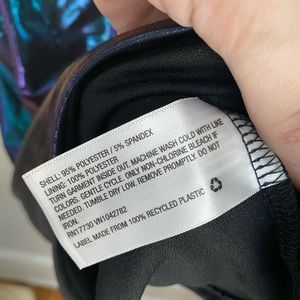 SHELL: 95% POLYESTER / 5% SPANDEX
LINING: 100% POLYESTER
TURN GARMENT INSIDE OUT. MACHINE WASH COLD WITH LIKE
COLORS. GENTLE CYCLE. ONLY NON-CHLORINE BLEACH IF
NEEDED. TUMBLE DRY LOW. REMOVE PROMPTLY. DO NOT
IRON.
RN17730 VN1042782
LABEL MADE FROM 100% RECYCLED PLASTIC